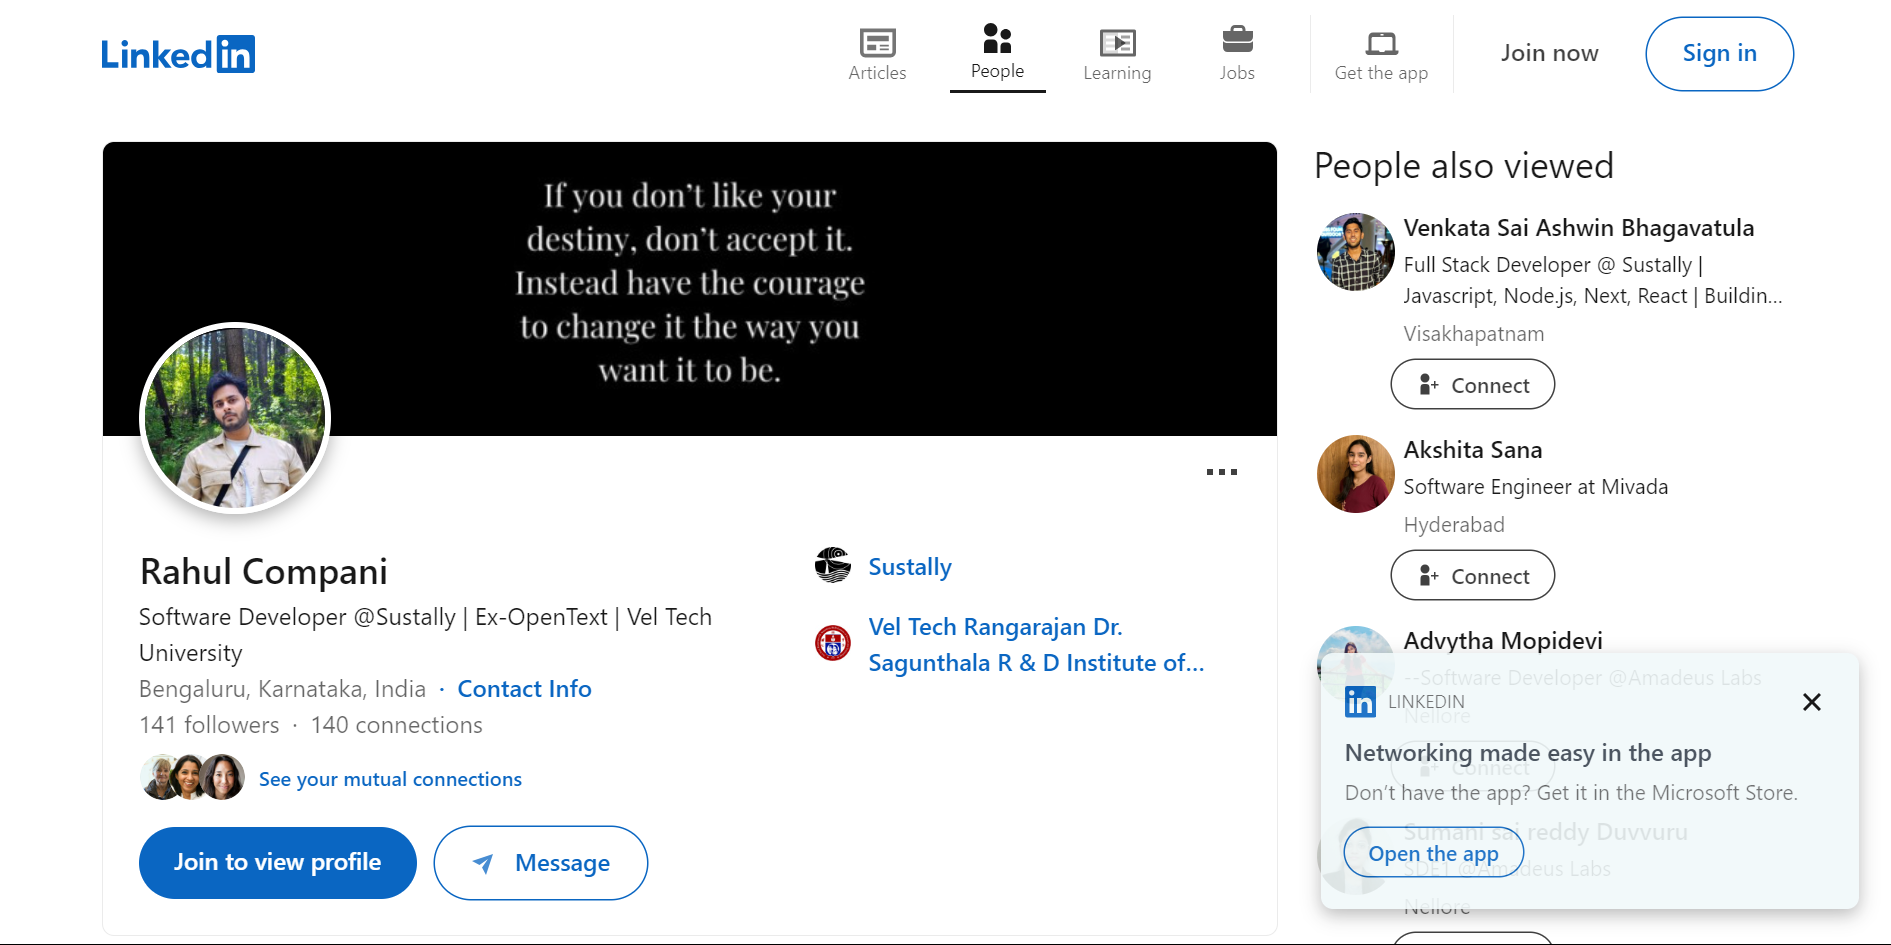 Linkedin
Articles
People
Learning
Jobs
Get the app
Join now
Sign in
If you don't like your
destiny, don't accept it.
Instead have the courage
to change it the way you
want it to be.
Rahul Compani
Software Developer @Sustally | Ex-OpenText | Vel Tech
University
Bengaluru, Karnataka, India · Contact Info
141 followers · 140 connections
See your mutual connections
Join to view profile
Message
Sustally
Vel Tech Rangarajan Dr.
Sagunthala R & D Institute of...
People also viewed
Venkata Sai Ashwin Bhagavatula
Full Stack Developer @ Sustally |
Javascript, Node.js, Next, React | Buildin...
Visakhapatnam
Connect
Akshita Sana
Software Engineer at Mivada
Hyderabad
Connect
Advytha Mopidevi
--Software Developer @Amadeus Labs
Nellore
Connect
Sumani sai reddy Duvvuru
SDE1 @Amadeus Labs
Nellore
in LINKEDIN
Networking made easy in the app
Don't have the app? Get it in the Microsoft Store.
Open the app